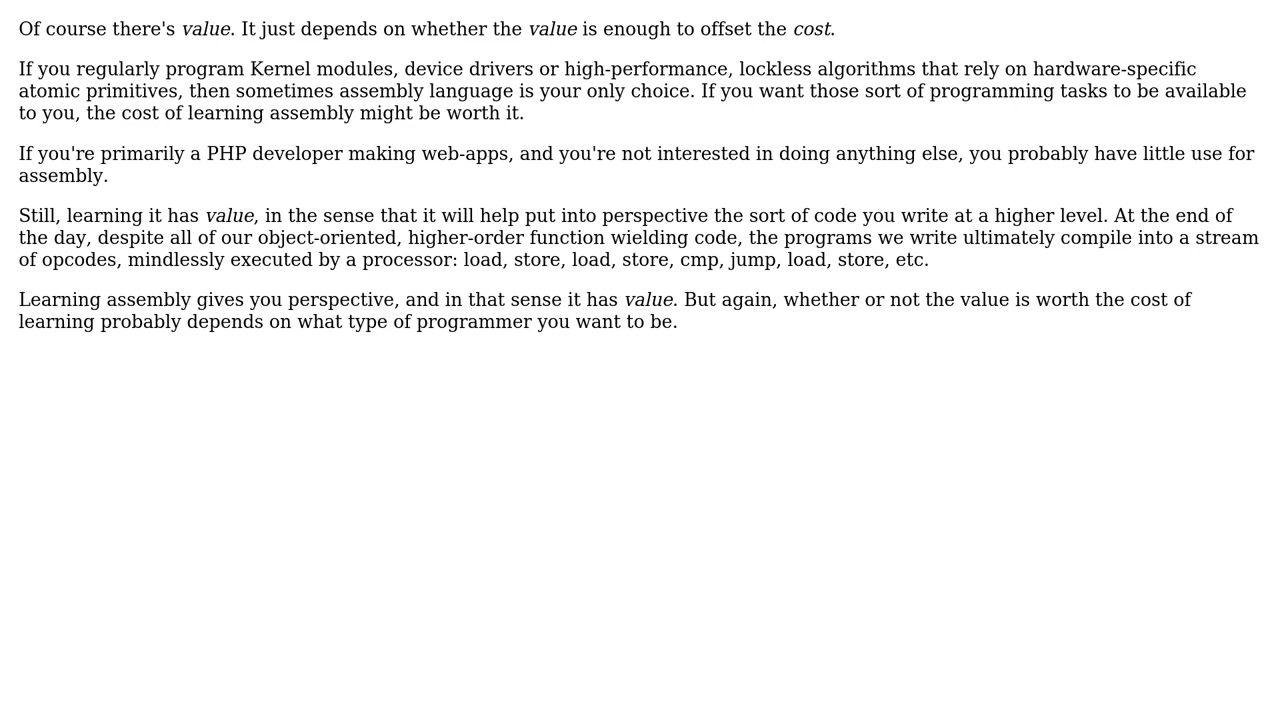 Of course there's value. It just depends on whether the value is enough to offset the cost.
If you regularly program Kernel modules, device drivers or high-performance, lockless algorithms that rely on hardware-specific
atomic primitives, then sometimes assembly language is your only choice. If you want those sort of programming tasks to be available
to you, the cost of learning assembly might be worth it.
If you're primarily a PHP developer making web-apps, and you're not interested in doing anything else, you probably have little use for
assembly.
Still, learning it has value, in the sense that it will help put into perspective the sort of code you write at a higher level. At the end of
the day, despite all of our object-oriented, higher-order function wielding code, the programs we write ultimately compile into a stream
of opcodes, mindlessly executed by a processor: load, store, load, store, cmp, jump, load, store, etc.
Learning assembly gives you perspective, and in that sense it has value. But again, whether or not the value is worth the cost of
learning probably depends on what type of programmer you want to be.